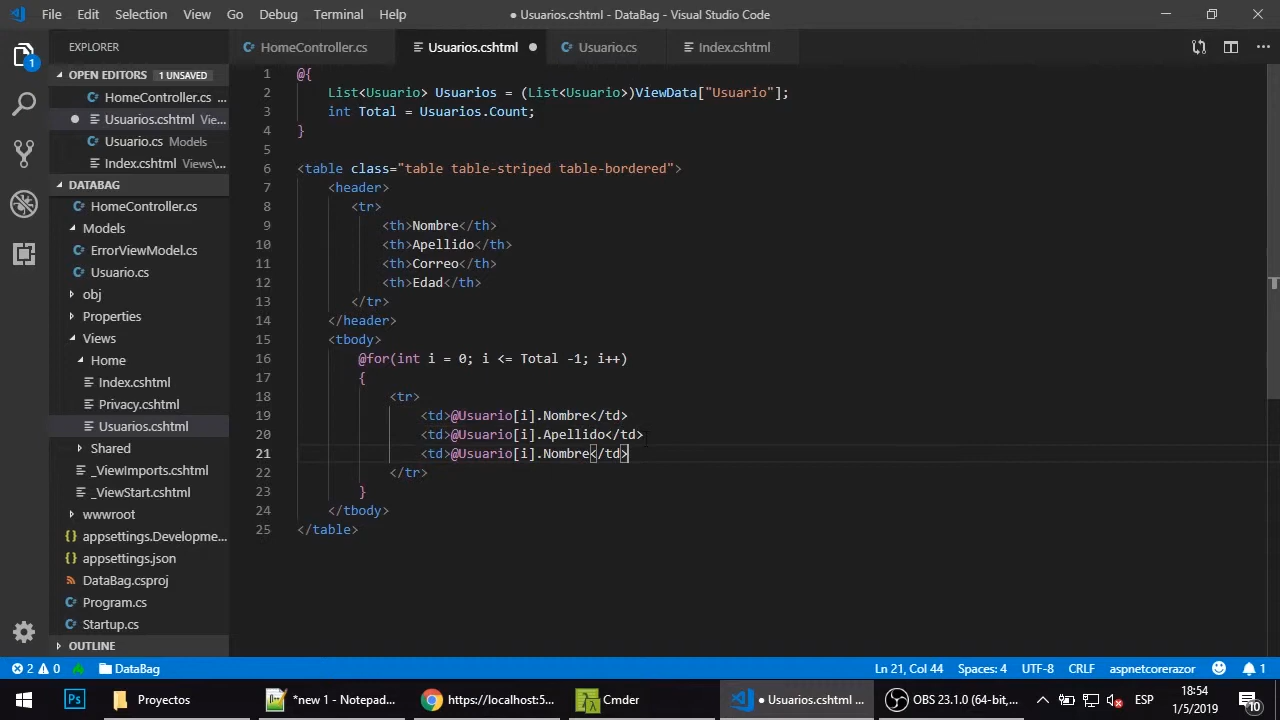 File Edit Selection View Go Debug Terminal Help
● Usuarios.cshtml - DataBag - Visual Studio Code
EXPLORER
OPEN EDITORS 1 UNSAVED
HomeController.cs ...
Usuarios.cshtml Vie...
Usuario.cs Models
Index.cshtml Views\...
DATABAG
HomeController.cs
Models
ErrorViewModel.cs
Usuario.cs
obj
Properties
Views
Home
Index.cshtml
Privacy.cshtml
Usuarios.cshtml
Shared
_ViewImports.cshtml
_ViewStart.cshtml
wwwroot
appsettings.Developme...
appsettings.json
DataBag.csproj
Program.cs
Startup.cs
OUTLINE
1
HomeController.cs
Usuarios.cshtml
Usuario.cs
Index.cshtml
1 @{
2 List<Usuario> Usuarios = (List<Usuario>)ViewData["Usuario"];
3 int Total = Usuarios.Count;
4 }
5
6 <table class="table table-striped table-bordered">
7 <header>
8 <tr>
9 <th>Nombre</th>
10 <th>Apellido</th>
11 <th>Correo</th>
12 <th>Edad</th>
13 </tr>
14 </header>
15 <tbody>
16 @for(int i = 0; i <= Total -1; i++)
17 {
18 <tr>
19 <td>@Usuario[i].Nombre</td>
20 <td>@Usuario[i].Apellido</td>
21 <td>@Usuario[i].Nombre</td>
22 </tr>
23 }
24 </tbody>
25 </table>
2 0 DataBag
Ln 21, Col 44 Spaces: 4 UTF-8 CRLF aspnetcorerazor 1
Ps Proyectos *new 1 - Notepad... https://localhost:5... Cmder ● Usuarios.cshtml ... OBS 23.1.0 (64-bit,... ESP 18:54
1/5/2019
10